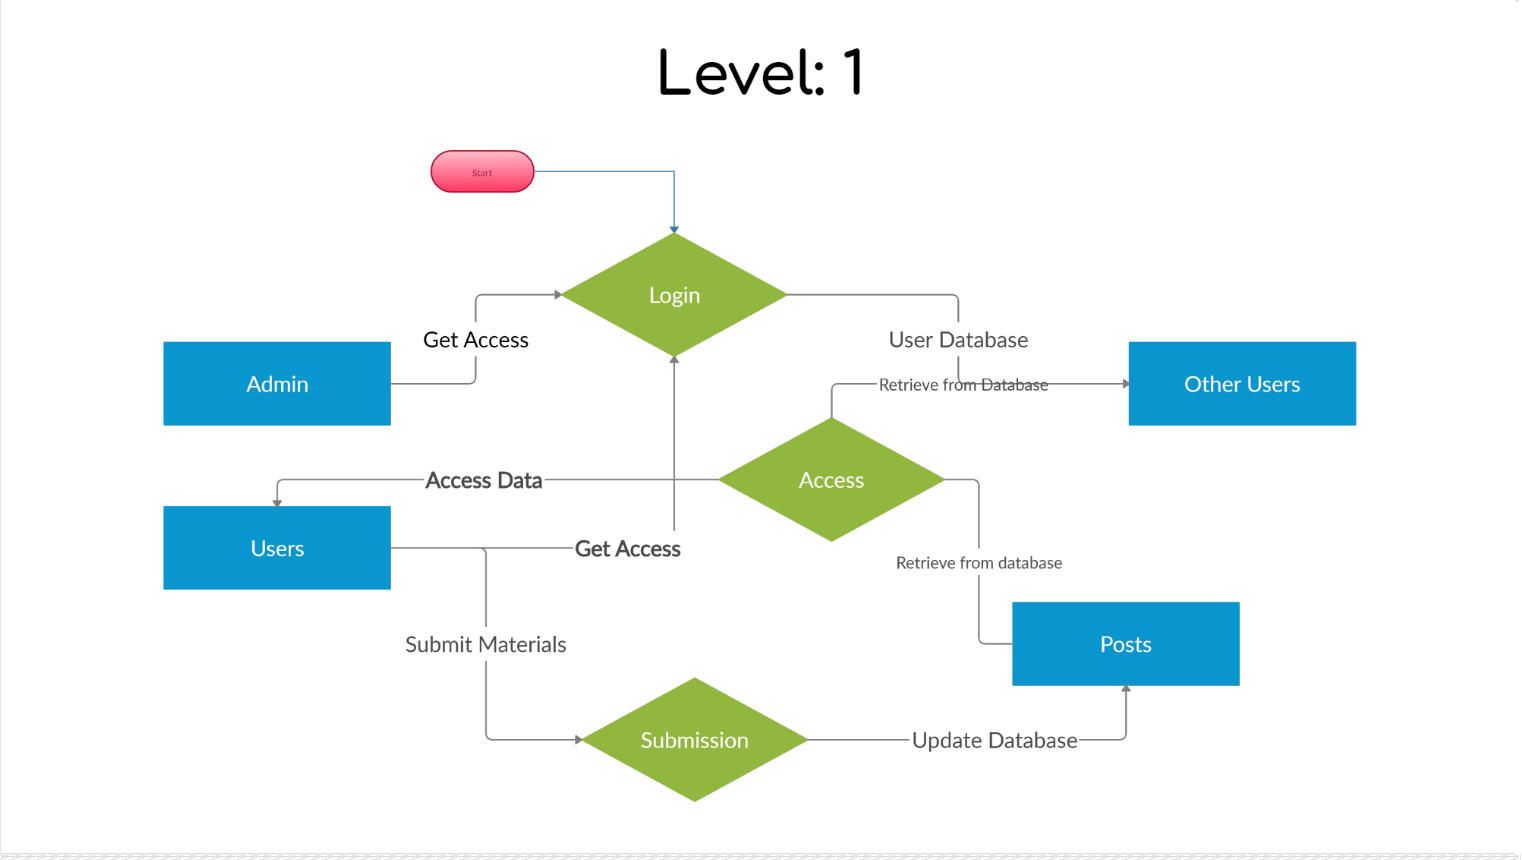 Level: 1
Start
Login
Get Access
User Database
Admin
Retrieve from Database
Other Users
Access Data
Access
Users
Get Access
Retrieve from database
Submit Materials
Posts
Submission
Update Database